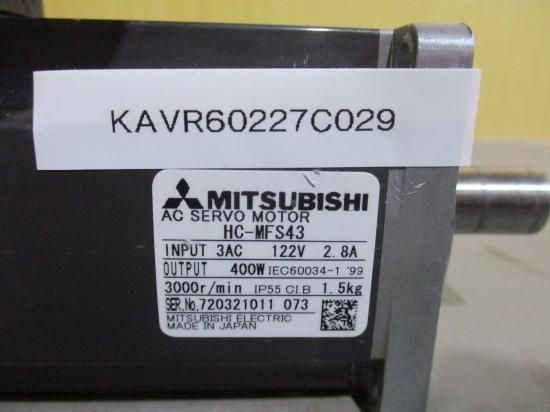 KAVR60227C029
MITSUBISHI
AC SERVO MOTOR
HC-MFS43
INPUT 3AC 122V 2.8A
OUTPUT 400W IEC60034-1 '99
3000r/min IP55 CI.B 1.5kg
SER.No.720321011 073
MITSUBISHI ELECTRIC
MADE IN JAPAN